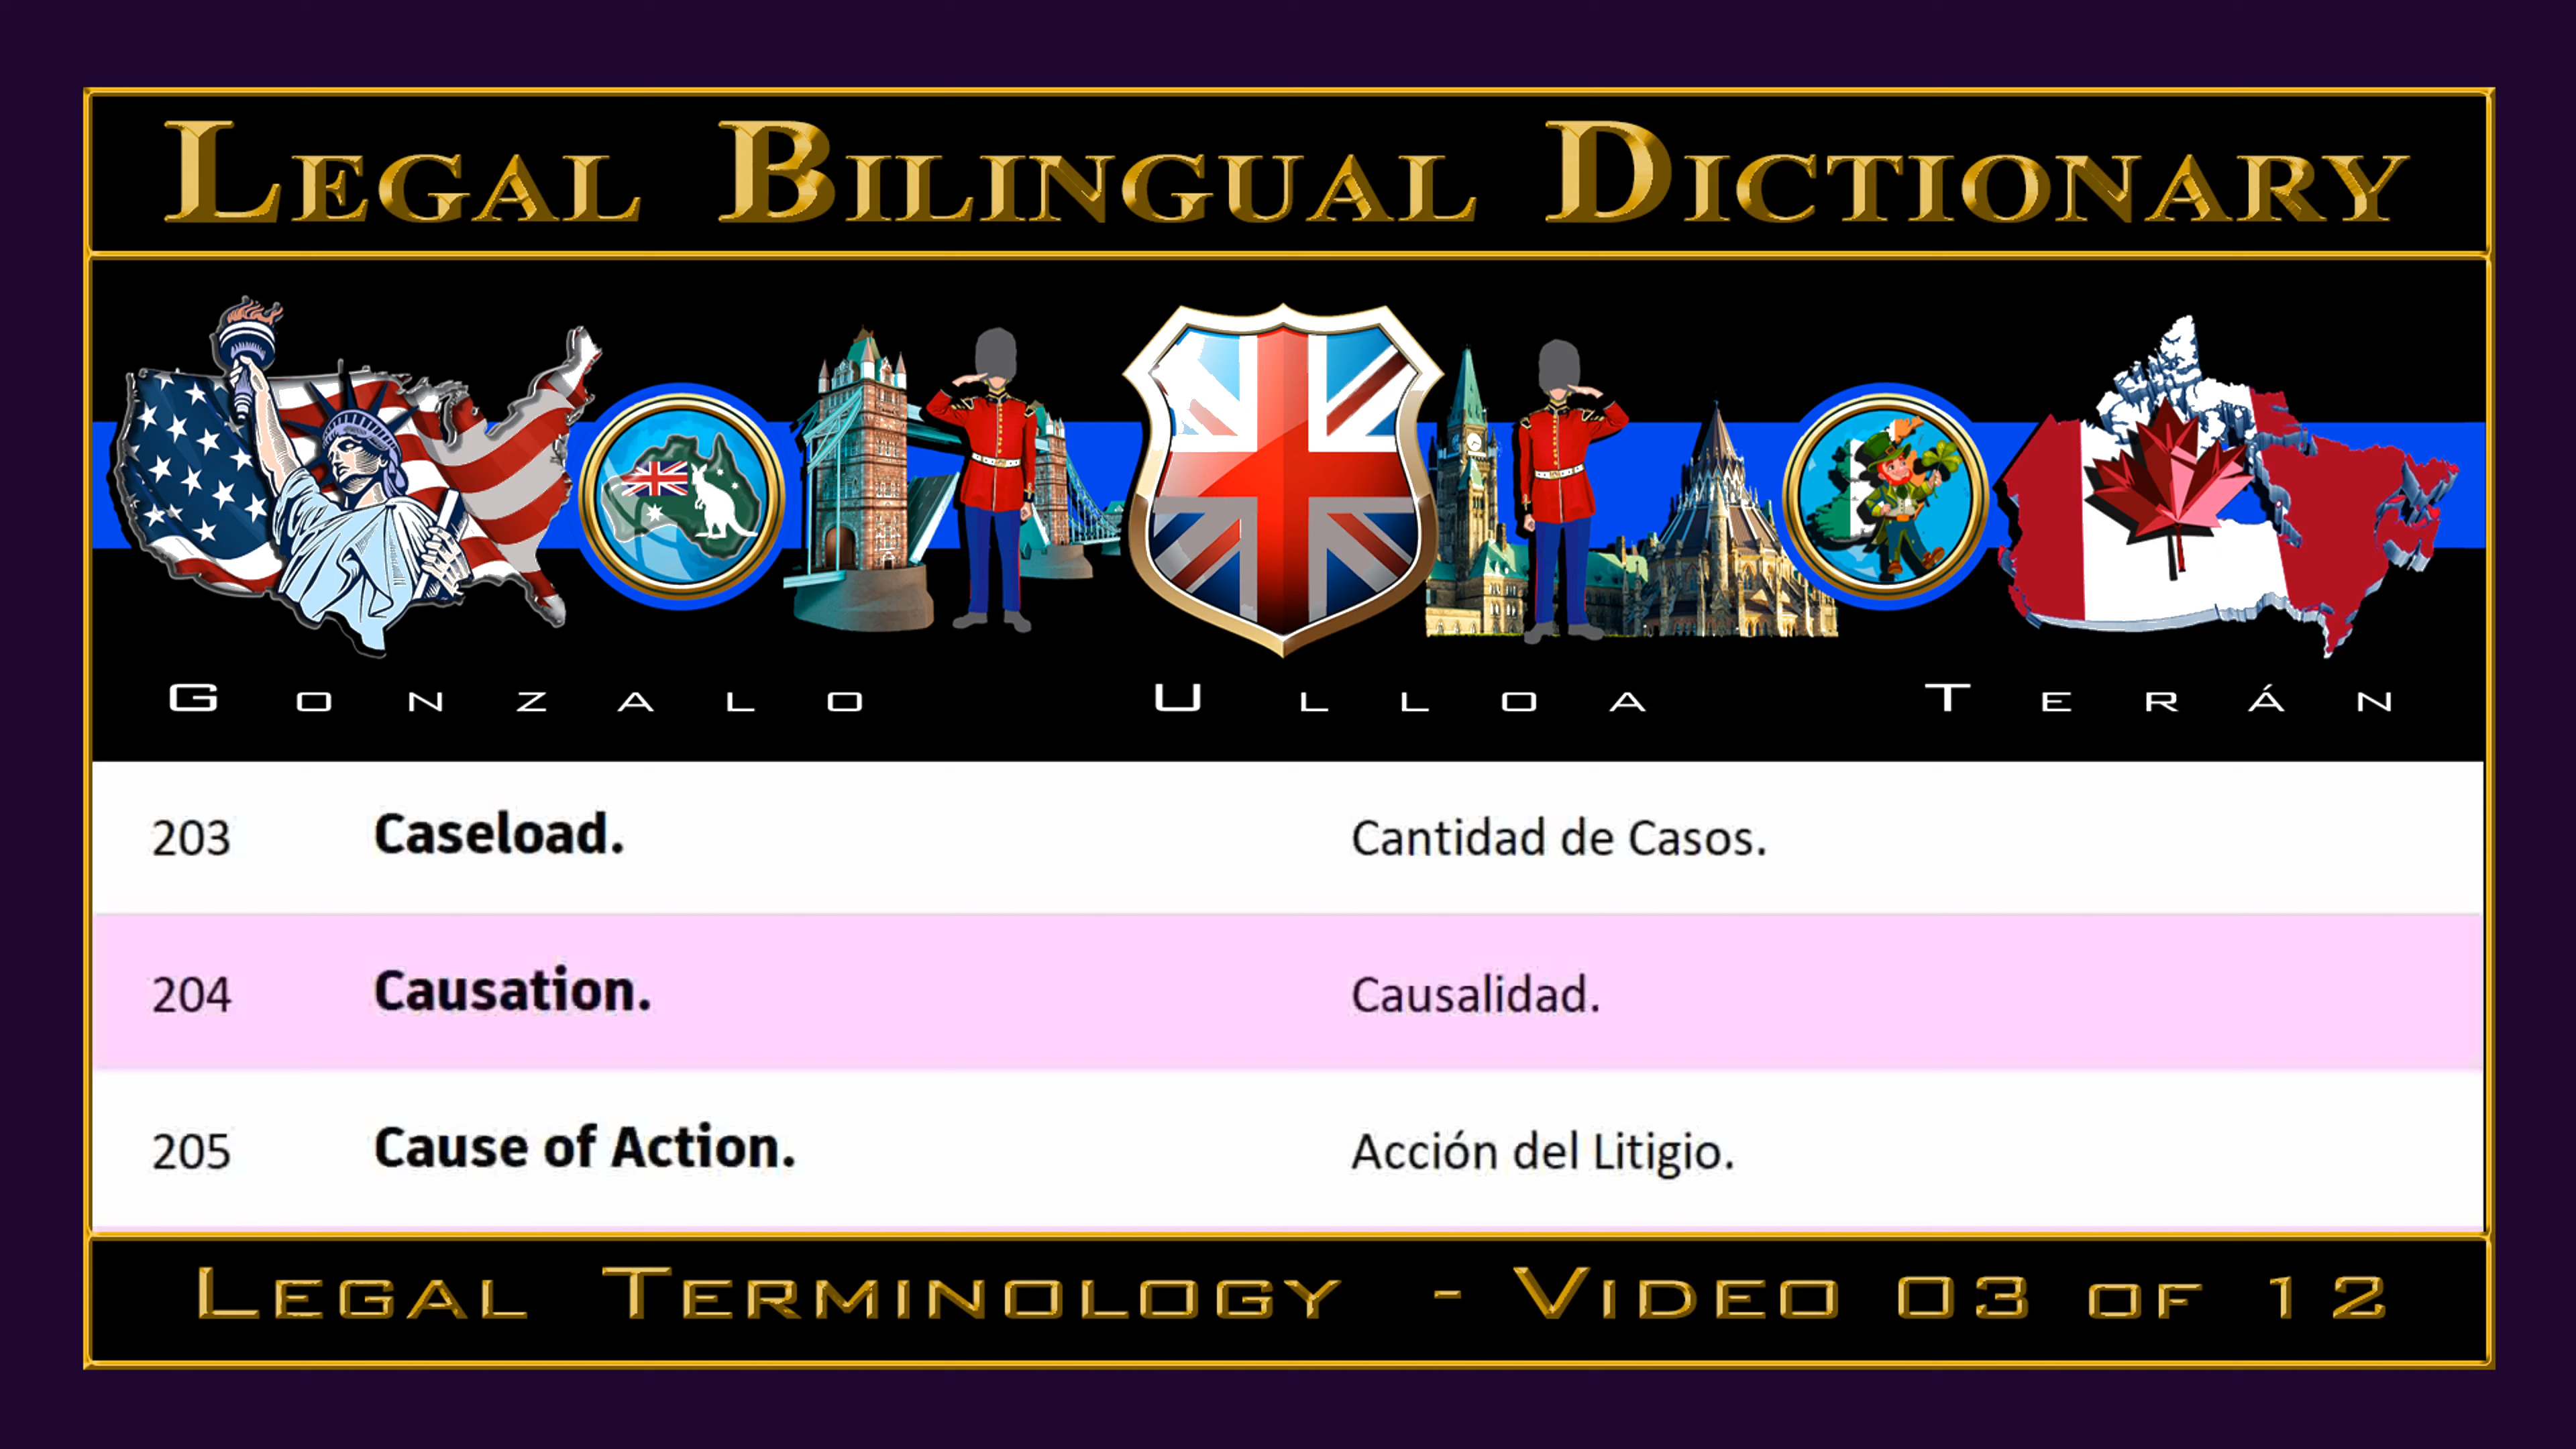 LEGAL BILINGUAL DICTIONARY
GONZALO ULLOA TERÁN
203 Caseload. Cantidad de Casos.
204 Causation. Causalidad.
205 Cause of Action. Acción del Litigio.
LEGAL TERMINOLOGY - VIDEO 03 OF 12